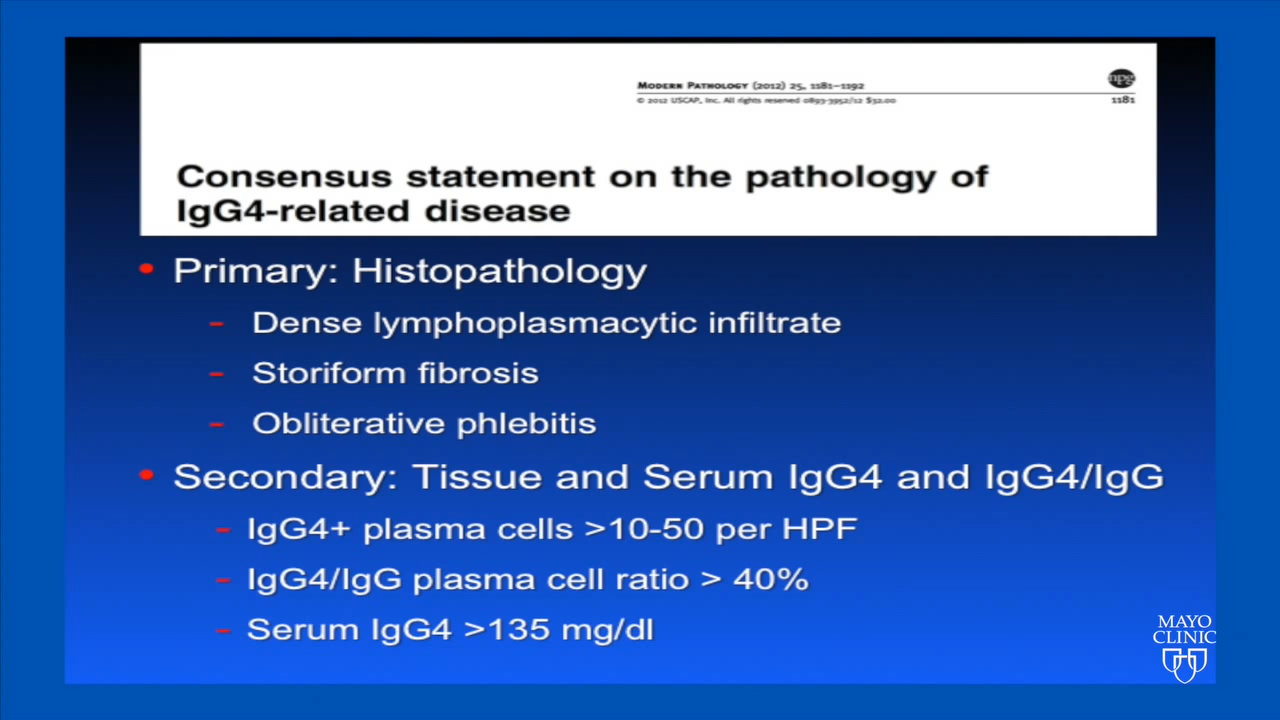 MODERN PATHOLOGY (2012) 25, 1181–1192
© 2012 USCAP, Inc. All rights reserved 0893-3952/12 $32.00
npg
1181
Consensus statement on the pathology of
IgG4-related disease
• Primary: Histopathology
– Dense lymphoplasmacytic infiltrate
– Storiform fibrosis
– Obliterative phlebitis
• Secondary: Tissue and Serum IgG4 and IgG4/IgG
– IgG4+ plasma cells >10-50 per HPF
– IgG4/IgG plasma cell ratio > 40%
– Serum IgG4 >135 mg/dl
MAYO
CLINIC